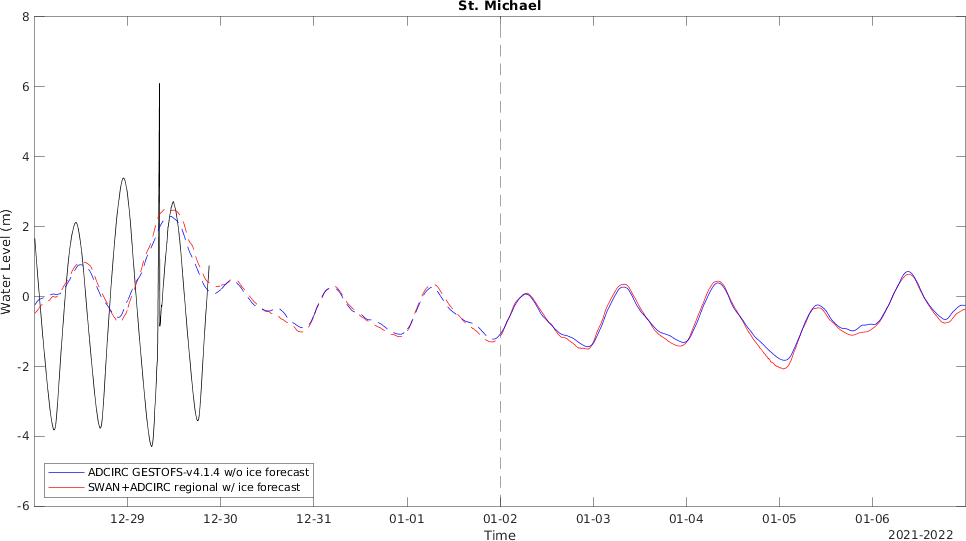 St. Michael
8
6
4
2
0
-2
-4
-6
Water Level (m)
ADCIRC GESTOFS-v4.1.4 w/o ice forecast
SWAN+ADCIRC regional w/ ice forecast
12-29 12-30 12-31 01-01 01-02 01-03 01-04 01-05 01-06
Time
2021-2022